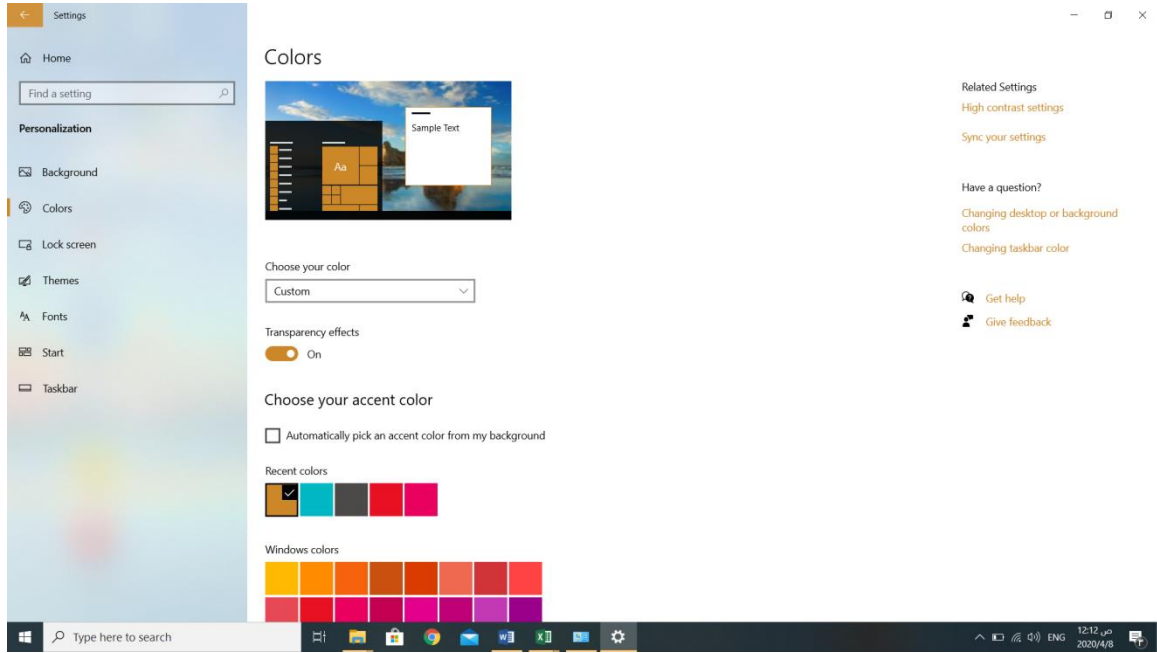 Settings
Home
Find a setting
Personalization
Background
Colors
Lock screen
Themes
Fonts
Start
Taskbar
Colors
Sample Text
Aa
Choose your color
Custom
Transparency effects
On
Choose your accent color
Automatically pick an accent color from my background
Recent colors
Windows colors
Related Settings
High contrast settings
Sync your settings
Have a question?
Changing desktop or background
colors
Changing taskbar color
Get help
Give feedback
Type here to search
ENG
12:12 ص
2020/4/8